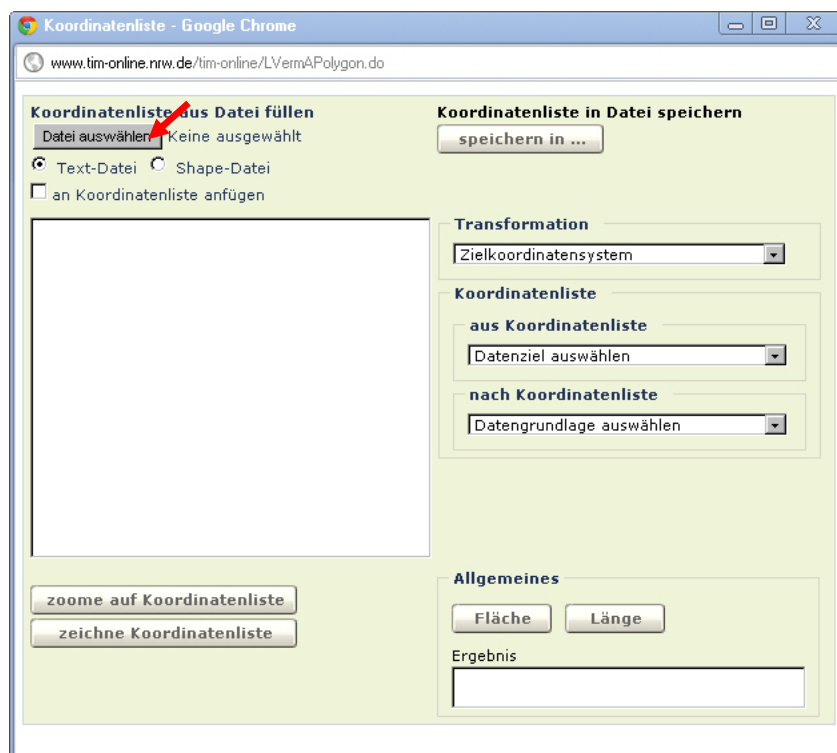 Koordinatenliste - Google Chrome
www.tim-online.nrw.de/tim-online/LVermAPolygon.do
Koordinatenliste aus Datei füllen
Datei auswählen Keine ausgewählt
Text-Datei Shape-Datei
an Koordinatenliste anfügen
Koordinatenliste in Datei speichern
speichern in ...
Transformation
Zielkoordinatensystem
Koordinatenliste
aus Koordinatenliste
Datenziel auswählen
nach Koordinatenliste
Datengrundlage auswählen
zoome auf Koordinatenliste
zeichne Koordinatenliste
Allgemeines
Fläche Länge
Ergebnis